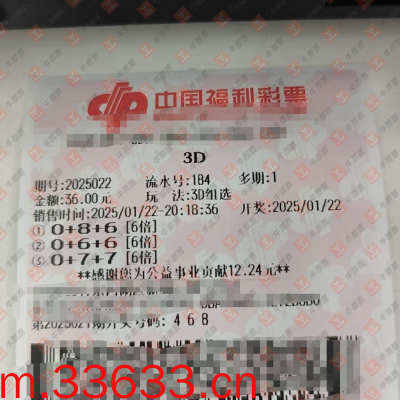 中国福利彩票
3D
期号:2025022 流水号:184 多期:1
金额:36.00元 玩 法:3D组选
销售时间:2025/01/22-20:18:36 开奖:2025/01/22
① 0+8+6 [6倍]
② 0+6+6 [6倍]
③ 0+7+7 [6倍]
**感谢您为公益事业贡献12.24元**
第2025021期开奖号码: 4 6 8
m.33633.cn